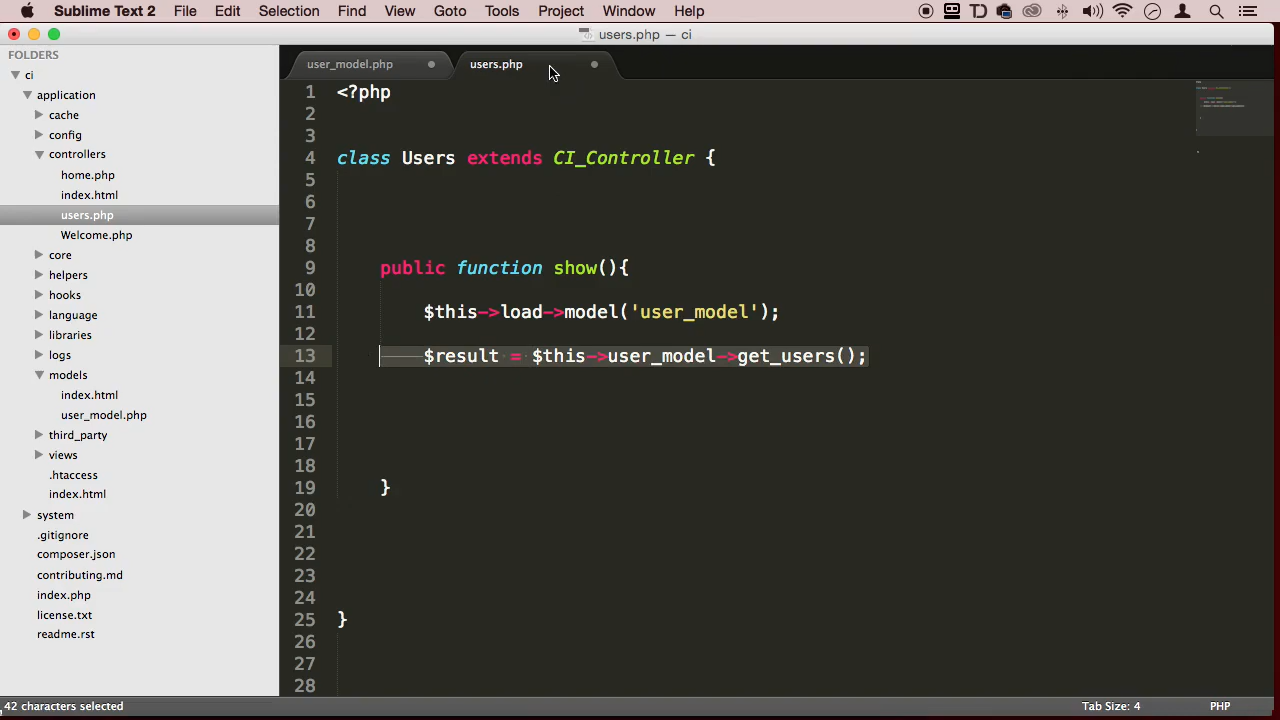 Sublime Text 2 File Edit Selection Find View Goto Tools Project Window Help
users.php — ci
FOLDERS
ci
application
cache
config
controllers
home.php
index.html
users.php
Welcome.php
core
helpers
hooks
language
libraries
logs
models
index.html
user_model.php
third_party
views
.htaccess
index.html
system
.gitignore
composer.json
contributing.md
index.php
license.txt
readme.rst
user_model.php users.php
1 <?php
2
3
4 class Users extends CI_Controller {
5
6
7
8
9 public function show(){
10
11 $this->load->model('user_model');
12
13 $result = $this->user_model->get_users();
14
15
16
17
18
19 }
20
21
22
23
24
25 }
26
27
28
42 characters selected Tab Size: 4 PHP